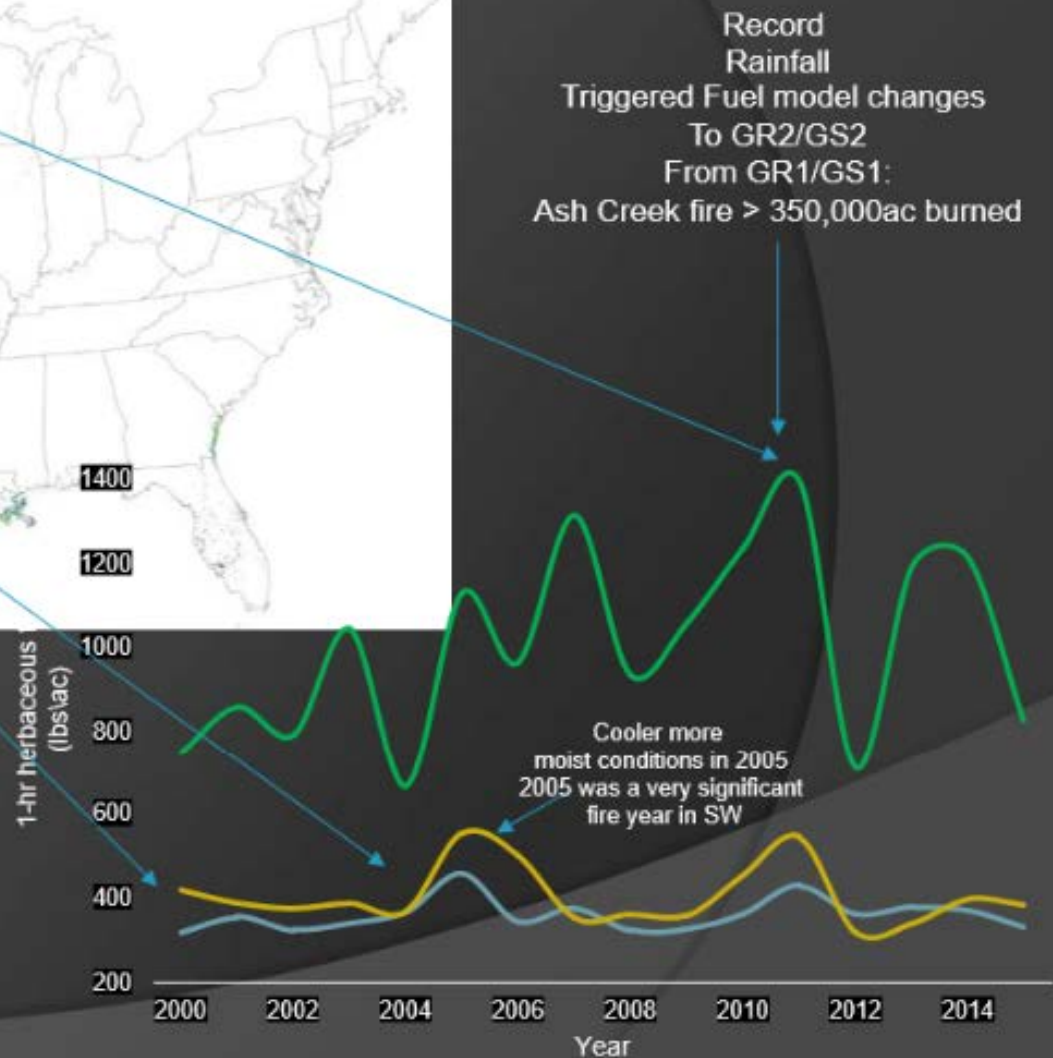 Record
Rainfall
Triggered Fuel model changes
To GR2/GS2
From GR1/GS1:
Ash Creek fire > 350,000ac burned
1400
1200
1000
800
600
400
200
1-hr herbaceous
(lbs\ac)
Cooler more
moist conditions in 2005
2005 was a very significant
fire year in SW
2000 2002 2004 2006 2008 2010 2012 2014
Year